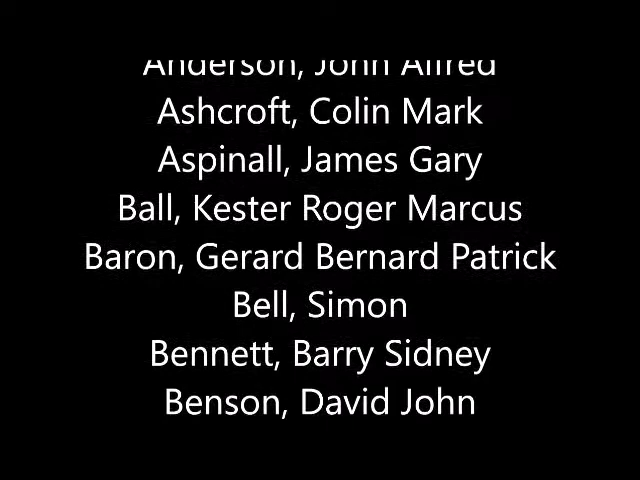 Anderson, John Alfred
Ashcroft, Colin Mark
Aspinall, James Gary
Ball, Kester Roger Marcus
Baron, Gerard Bernard Patrick
Bell, Simon
Bennett, Barry Sidney
Benson, David John